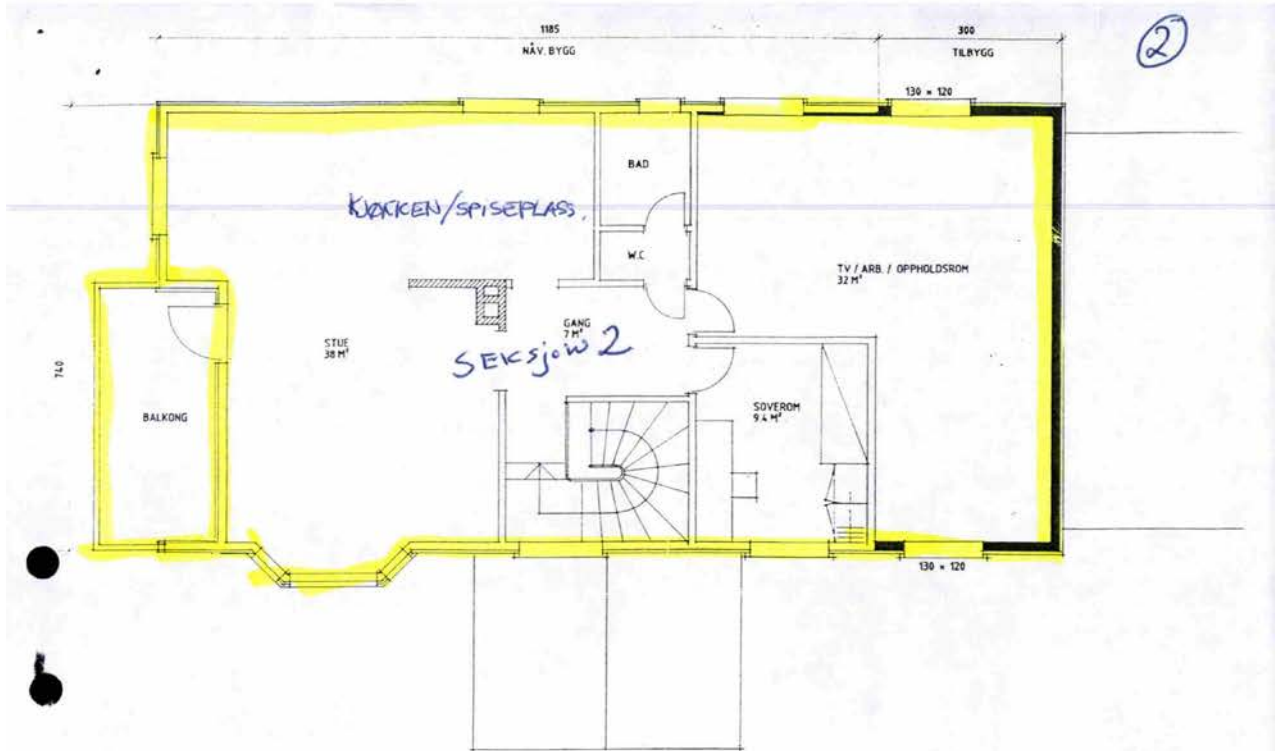 1185
NÅV. BYGG
300
TILBYGG
2
130 × 120
BAD
KJØKKEN/SPISEPLASS.
W.C
TV / ARB. / OPPHOLDSROM
32 M²
GANG
7 M²
STUE
38 M²
SEKSjON 2
740
BALKONG
SOVEROM
9.4 M²
130 × 120